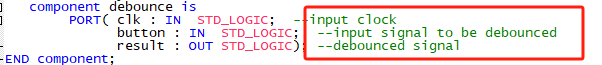 component debounce is
PORT( clk : IN STD_LOGIC; --input clock
button : IN STD_LOGIC; --input signal to be debounced
result : OUT STD_LOGIC); --debounced signal
END component;